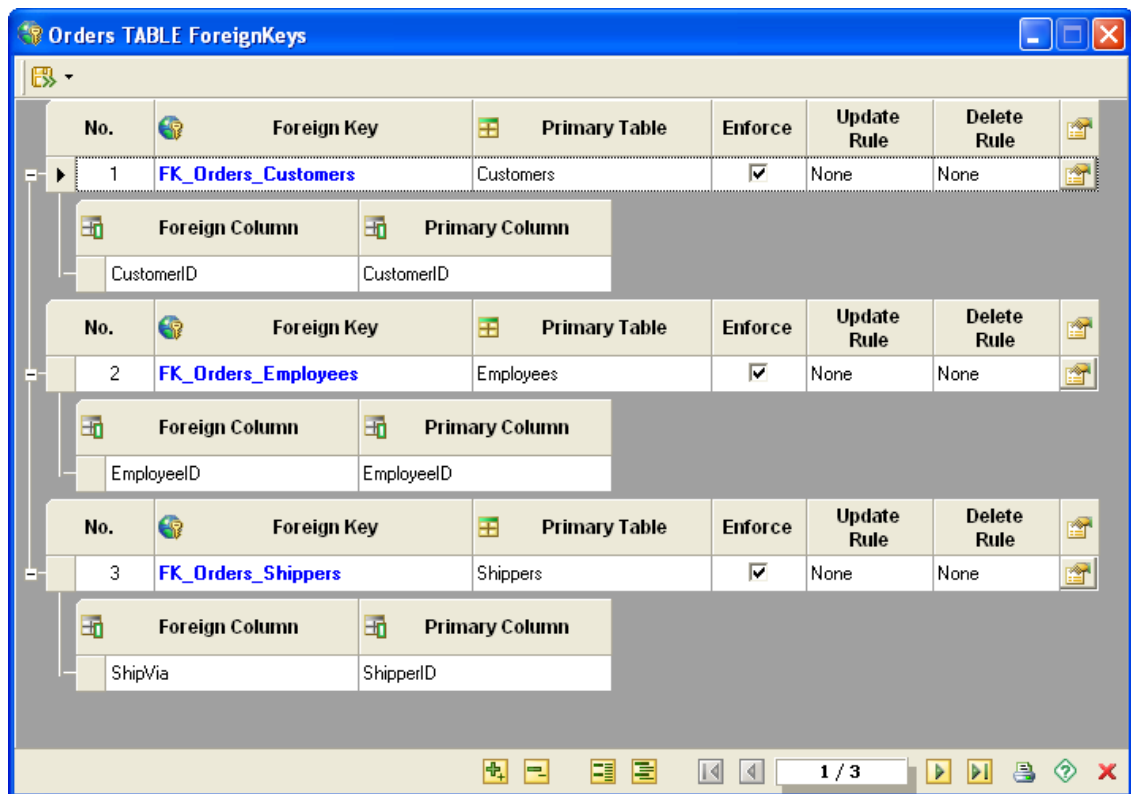 Orders TABLE ForeignKeys
No. Foreign Key Primary Table Enforce Update Rule Delete Rule
1 FK_Orders_Customers Customers None None
Foreign Column Primary Column
CustomerID CustomerID
No. Foreign Key Primary Table Enforce Update Rule Delete Rule
2 FK_Orders_Employees Employees None None
Foreign Column Primary Column
EmployeeID EmployeeID
No. Foreign Key Primary Table Enforce Update Rule Delete Rule
3 FK_Orders_Shippers Shippers None None
Foreign Column Primary Column
ShipVia ShipperID
1 / 3